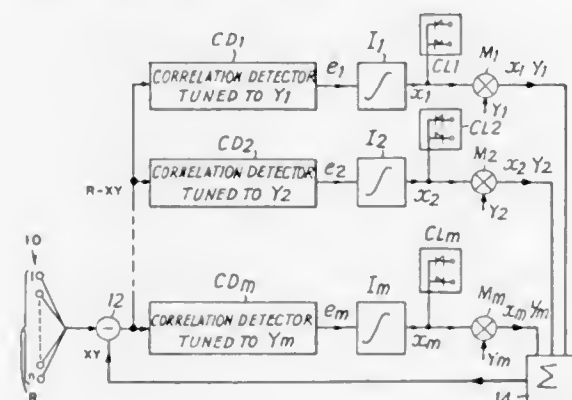 CD1 I1
CL1 M1
CORRELATION DETECTOR
TUNED TO Y1
e1 x1 x1 Y1
Y1
CD2 I2 CL2
M2
CORRELATION DETECTOR
TUNED TO Y2
e2 x2 x2 Y2
Y2
R-XY
CDm Im CLm
Mm
10
1
12
CORRELATION DETECTOR
TUNED TO Ym
em xm xm Ym
Ym
XY
n
R
Σ
14